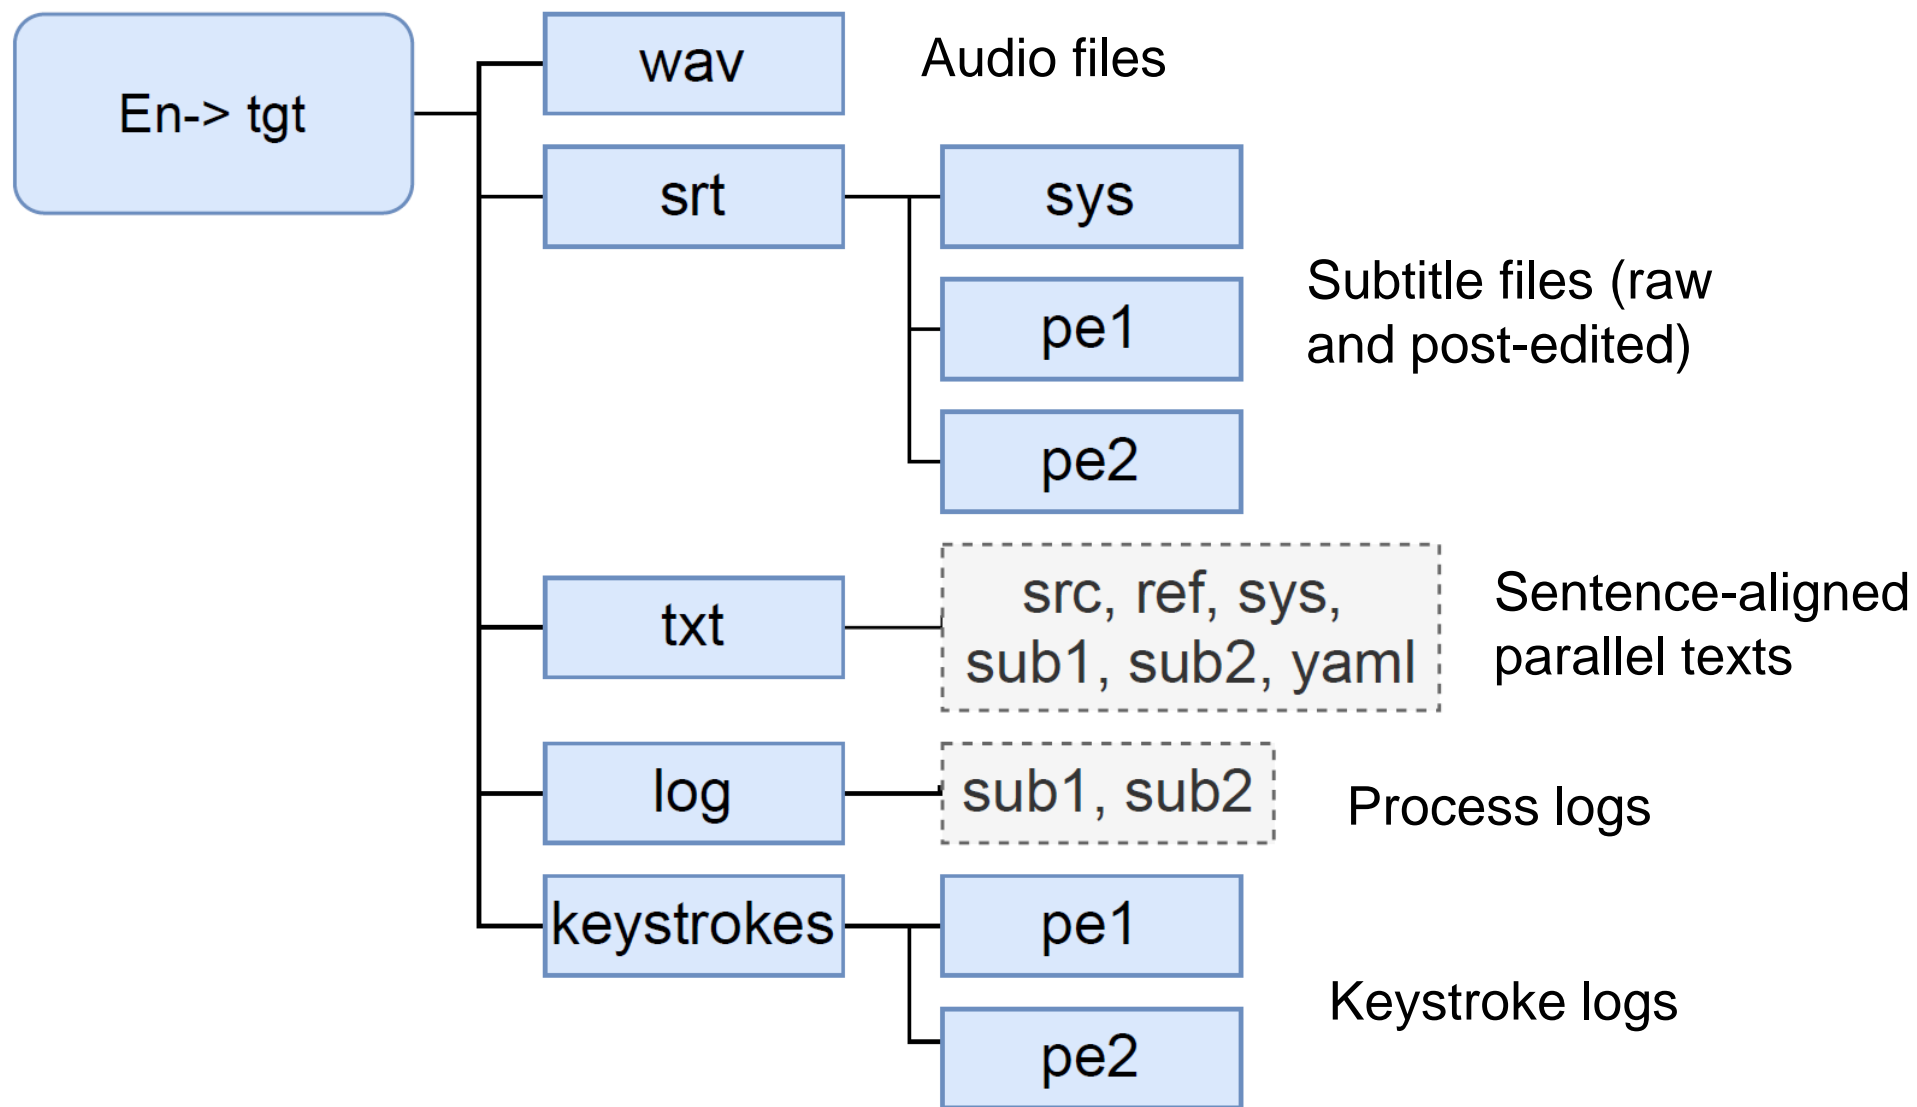 En-> tgt
wav
Audio files
srt
sys
pe1
pe2
Subtitle files (raw
and post-edited)
txt
src, ref, sys,
sub1, sub2, yaml
Sentence-aligned
parallel texts
log
sub1, sub2
Process logs
keystrokes
pe1
pe2
Keystroke logs